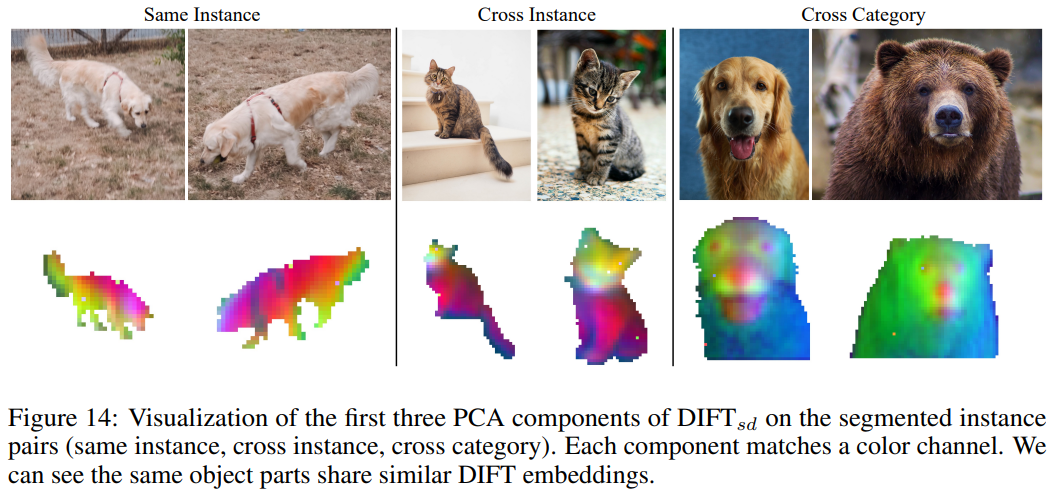 Same Instance
Cross Instance
Cross Category
Figure 14: Visualization of the first three PCA components of DIFT_sd on the segmented instance
pairs (same instance, cross instance, cross category). Each component matches a color channel. We
can see the same object parts share similar DIFT embeddings.